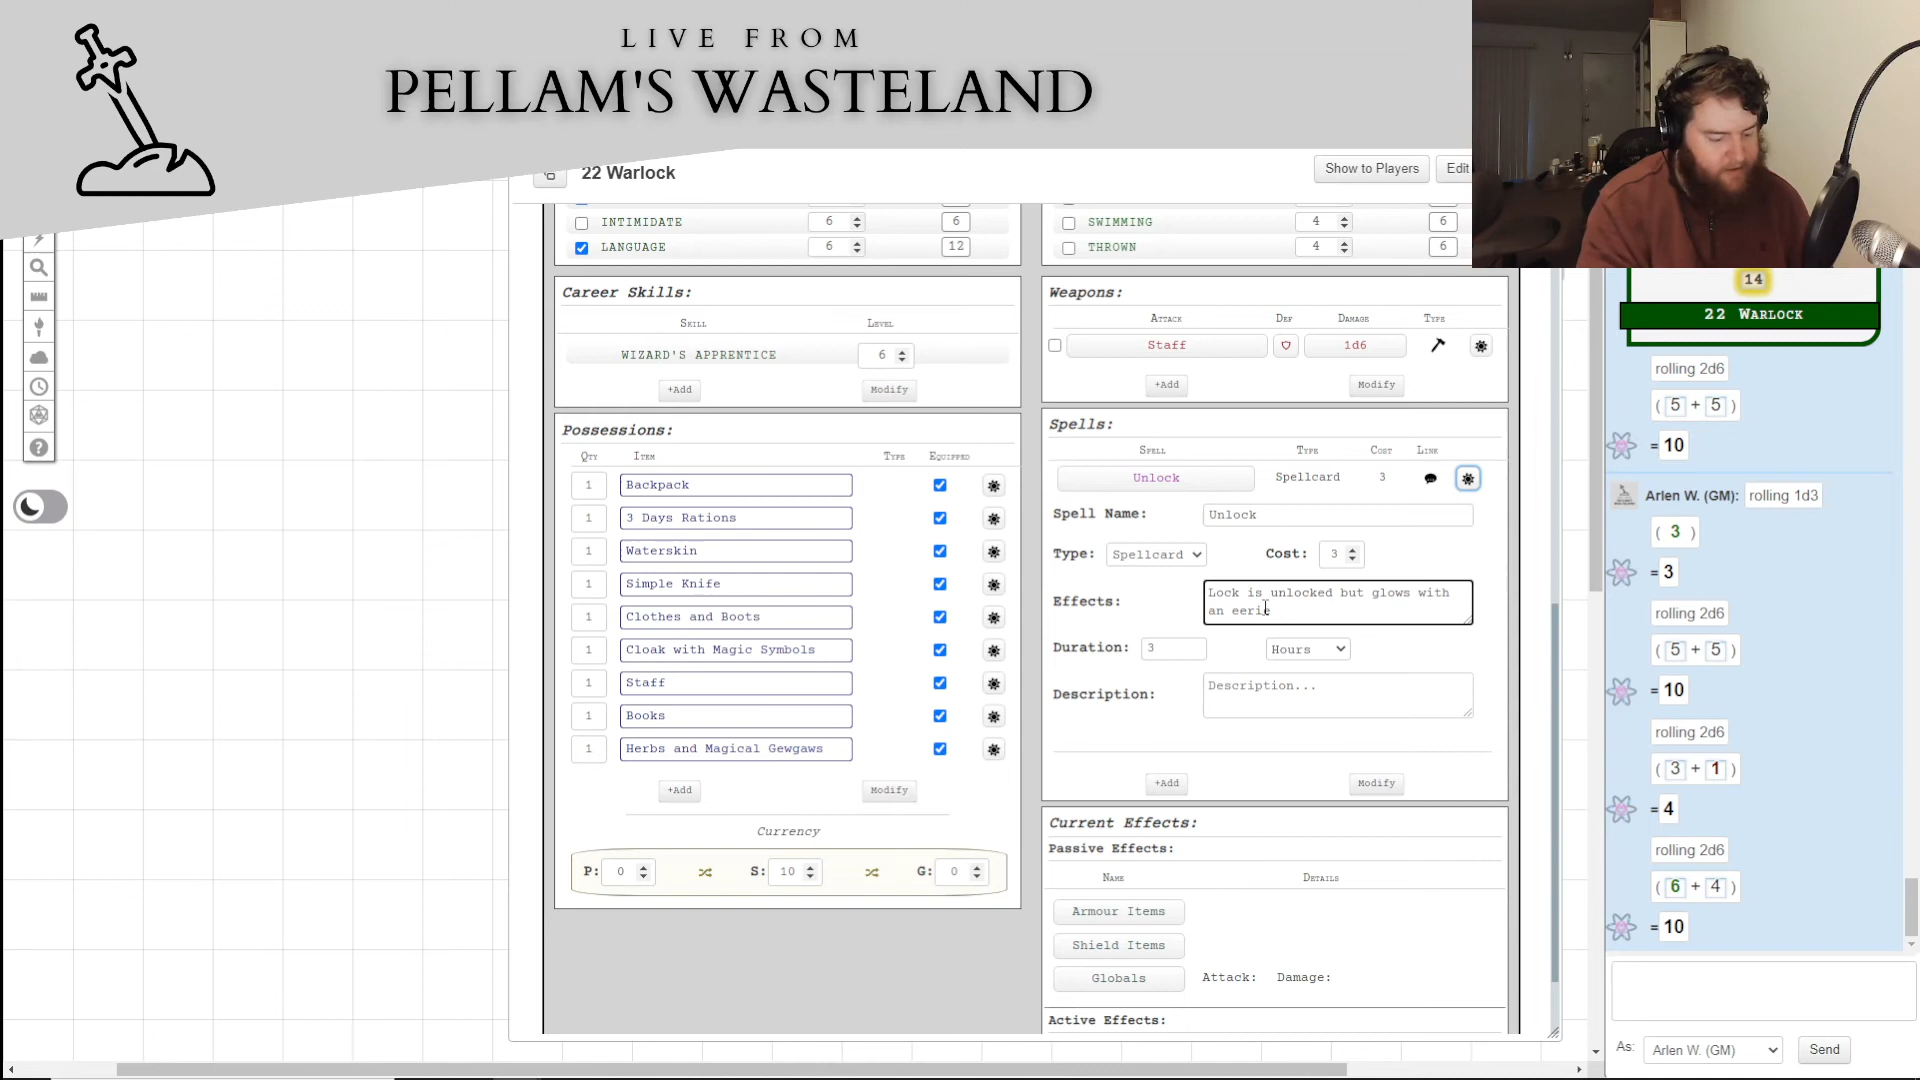 LIVE FROM
PELLAM'S WASTELAND
22 Warlock
Show to Players
Edit
INTIMIDATE 6 6
LANGUAGE 6 12
SWIMMING 4 6
THROWN 4 6
Career Skills:
SKILL LEVEL
WIZARD'S APPRENTICE 6
+Add Modify
Possessions:
QTY ITEM TYPE EQUIPPED
1 Backpack
1 3 Days Rations
1 Waterskin
1 Simple Knife
1 Clothes and Boots
1 Cloak with Magic Symbols
1 Staff
1 Books
1 Herbs and Magical Gewgaws
+Add Modify
Currency
P: 0 S: 10 G: 0
Weapons:
ATTACK DEF DAMAGE TYPE
Staff 1d6
+Add Modify
Spells:
SPELL TYPE COST LINK
Unlock Spellcard 3
Spell Name: Unlock
Type: Spellcard Cost: 3
Effects: Lock is unlocked but glows with
an eerie
Duration: 3 Hours
Description: Description...
+Add Modify
Current Effects:
Passive Effects:
NAME DETAILS
Armour Items
Shield Items
Globals Attack: Damage:
Active Effects:
14
22 WARLOCK
rolling 2d6
( 5 + 5 )
= 10
Arlen W. (GM): rolling 1d3
( 3 )
= 3
rolling 2d6
( 5 + 5 )
= 10
rolling 2d6
( 3 + 1 )
= 4
rolling 2d6
( 6 + 4 )
= 10
As: Arlen W. (GM) Send